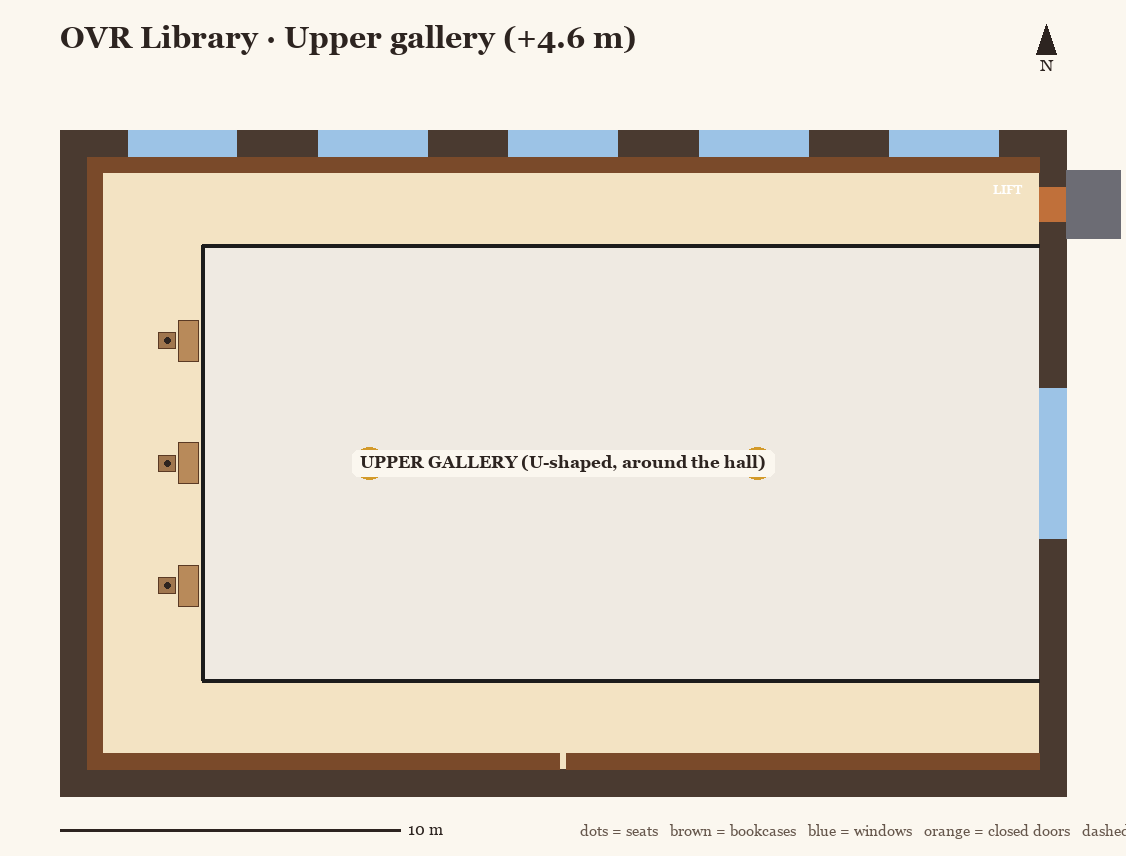 OVR Library · Upper gallery (+4.6 m)
N
LIFT
UPPER GALLERY (U-shaped, around the hall)
10 m
dots = seats brown = bookcases blue = windows orange = closed doors dashed